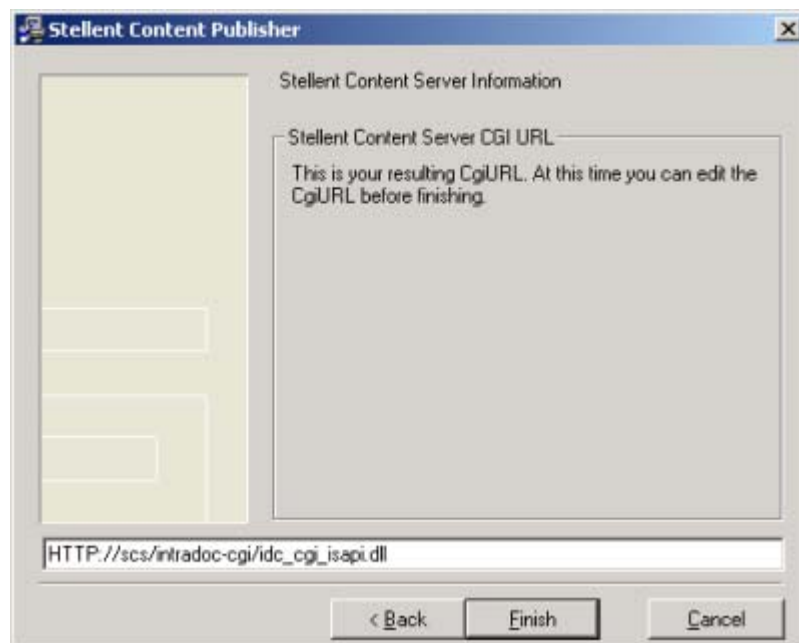 Stellent Content Publisher
Stellent Content Server Information
Stellent Content Server CGI URL
This is your resulting CgiURL. At this time you can edit the
CgiURL before finishing.
HTTP://scs/intradoc-cgi/idc_cgi_isapi.dll
< Back
Finish
Cancel